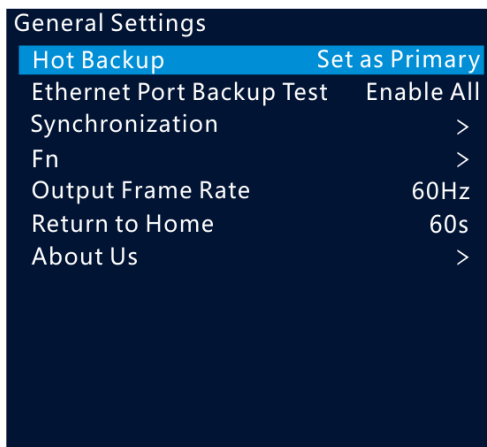 General Settings
Hot Backup Set as Primary
Ethernet Port Backup Test Enable All
Synchronization >
Fn >
Output Frame Rate 60Hz
Return to Home 60s
About Us >